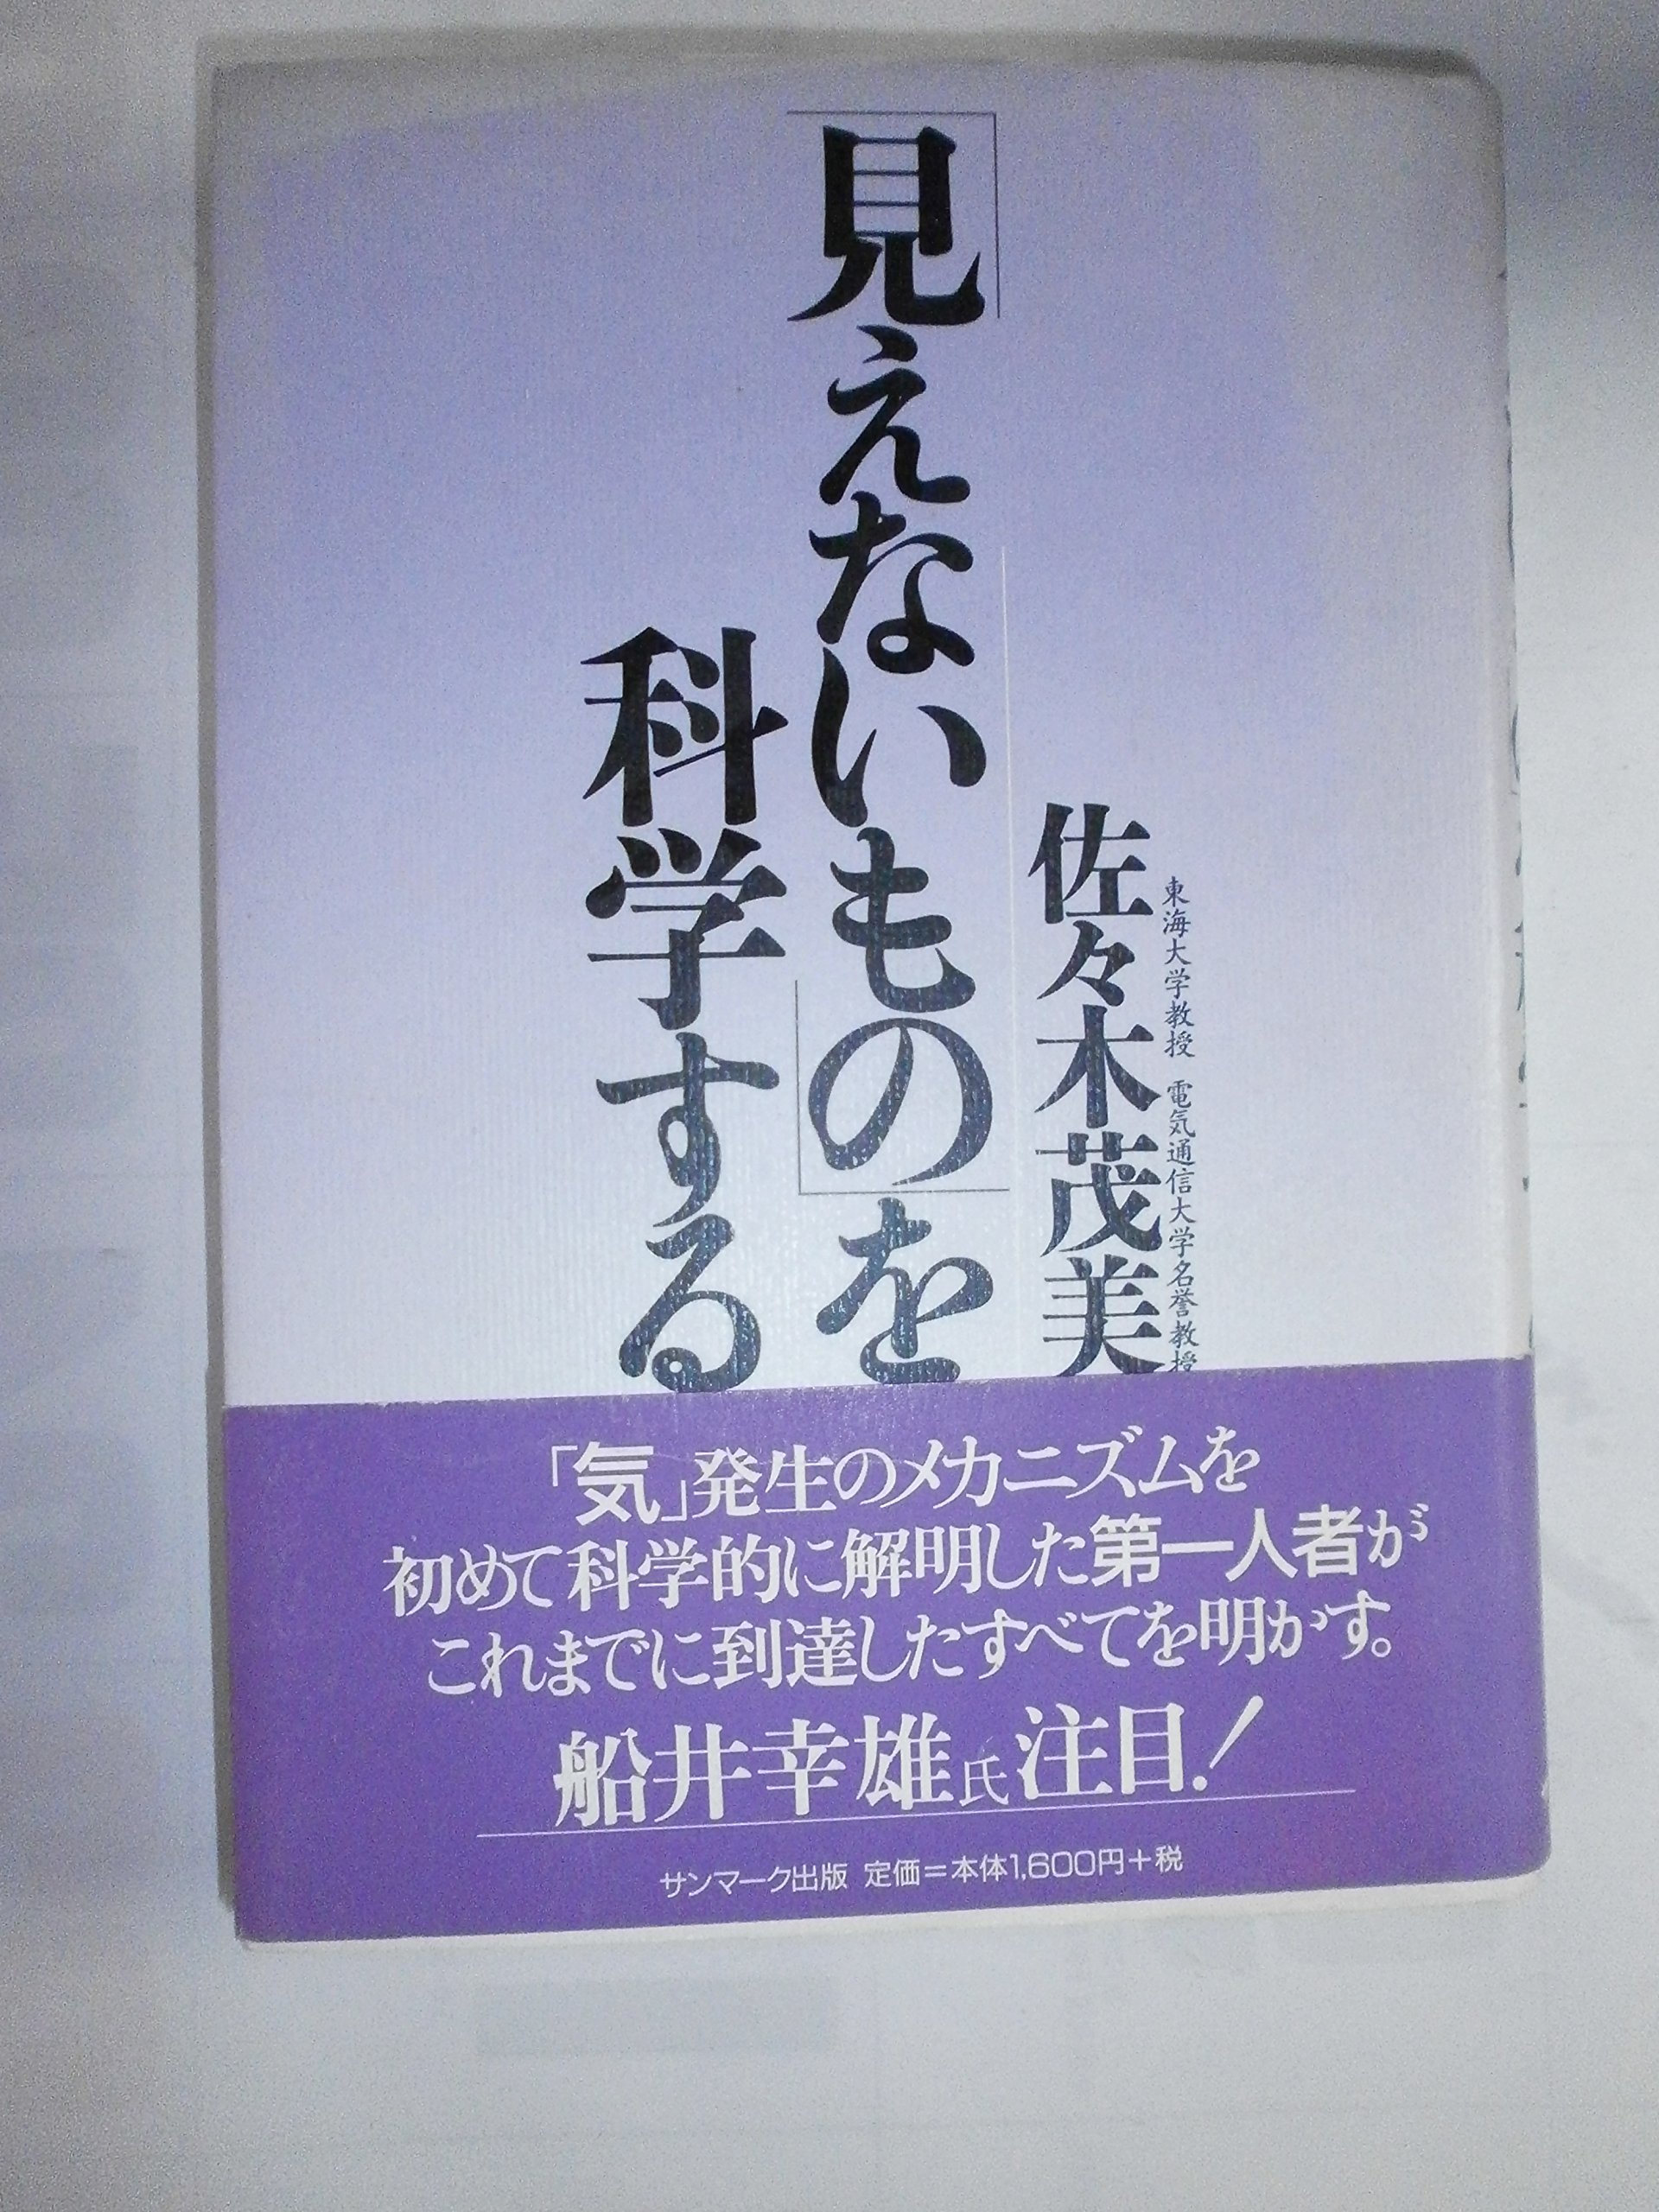 東海大学教授 電気通信大学名誉教授
佐々木茂美
「見えないもの」を
科学する
「気」発生のメカニズムを
初めて科学的に解明した第一人者が
これまでに到達したすべてを明かす。
船井幸雄氏注目!
サンマーク出版 定価=本体1,600円+税